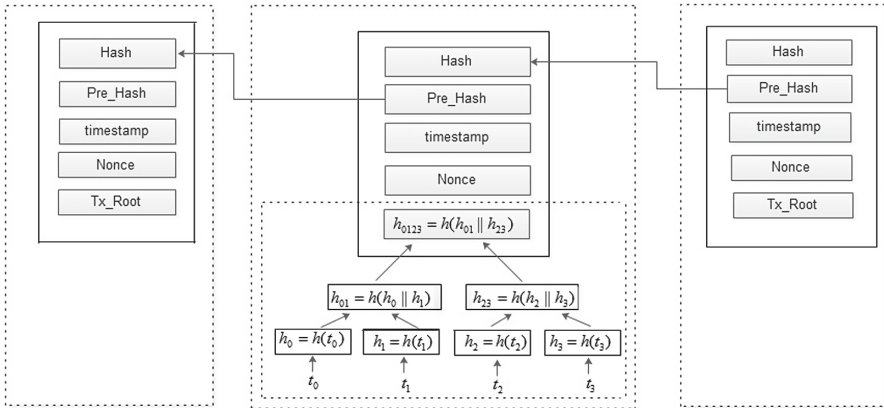 Hash
Pre_Hash
timestamp
Nonce
Tx_Root
Hash
Pre_Hash
timestamp
Nonce
h₀₁₂₃ = h(h₀₁ || h₂₃)
h₀₁ = h(h₀ || h₁)
h₂₃ = h(h₂ || h₃)
h₀ = h(t₀)
h₁ = h(t₁)
h₂ = h(t₂)
h₃ = h(t₃)
t₀
t₁
t₂
t₃
Hash
Pre_Hash
timestamp
Nonce
Tx_Root